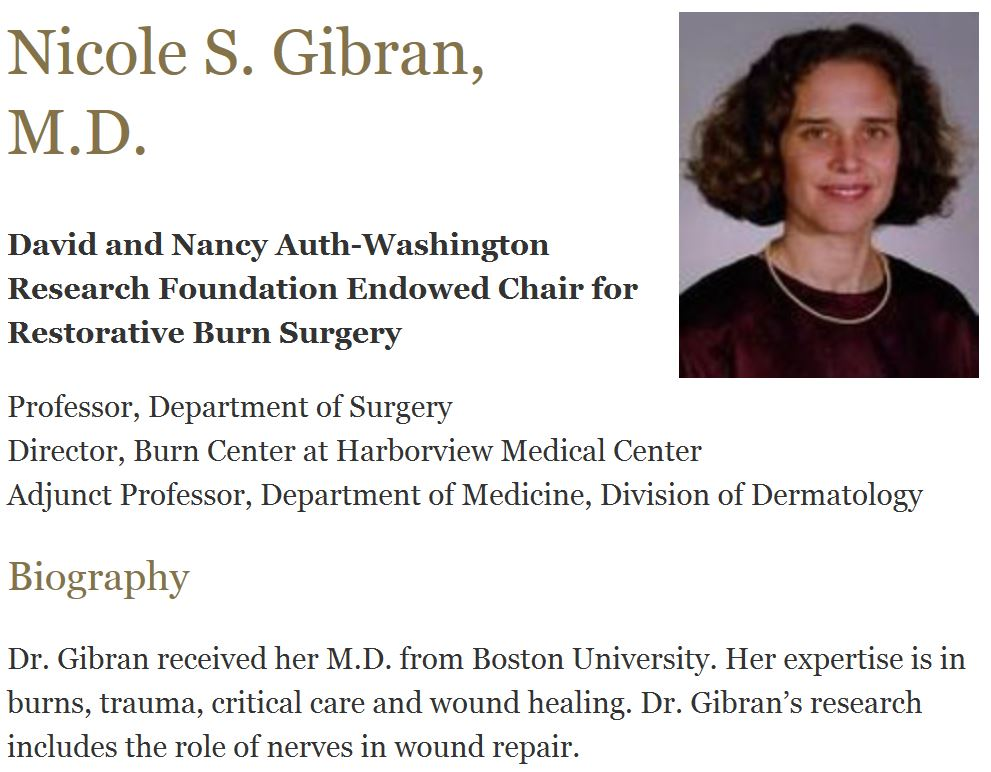 Nicole S. Gibran,
M.D.
David and Nancy Auth-Washington
Research Foundation Endowed Chair for
Restorative Burn Surgery
Professor, Department of Surgery
Director, Burn Center at Harborview Medical Center
Adjunct Professor, Department of Medicine, Division of Dermatology
Biography
Dr. Gibran received her M.D. from Boston University. Her expertise is in
burns, trauma, critical care and wound healing. Dr. Gibran’s research
includes the role of nerves in wound repair.